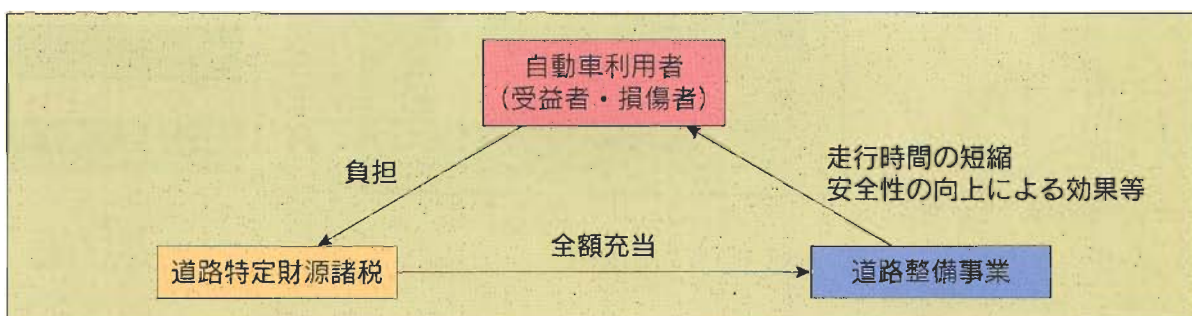 自動車利用者
（受益者・損傷者）
負担
走行時間の短縮
安全性の向上による効果等
全額充当
道路特定財源諸税
道路整備事業